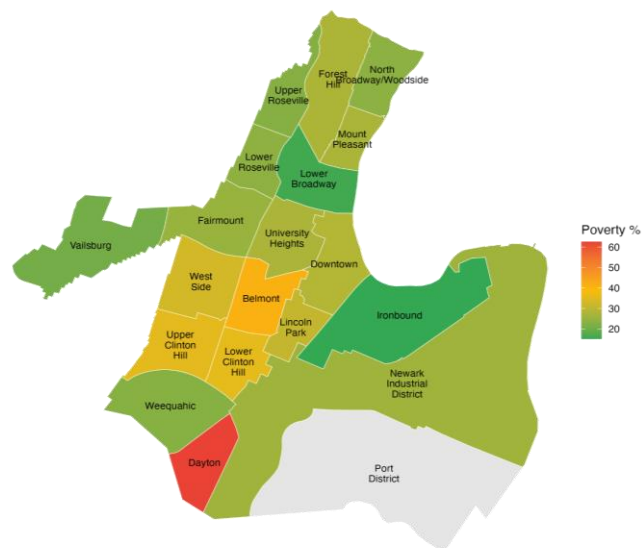 Forest
Hill
North
Broadway/Woodside
Upper
Roseville
Mount
Pleasant
Lower
Roseville
Lower
Broadway
Fairmount
Vailsburg
University
Heights
Downtown
West
Side
Belmont
Lincoln
Park
Ironbound
Upper
Clinton
Hill
Lower
Clinton
Hill
Newark
Industrial
District
Weequahic
Dayton
Port
District
Poverty %
60
50
40
30
20